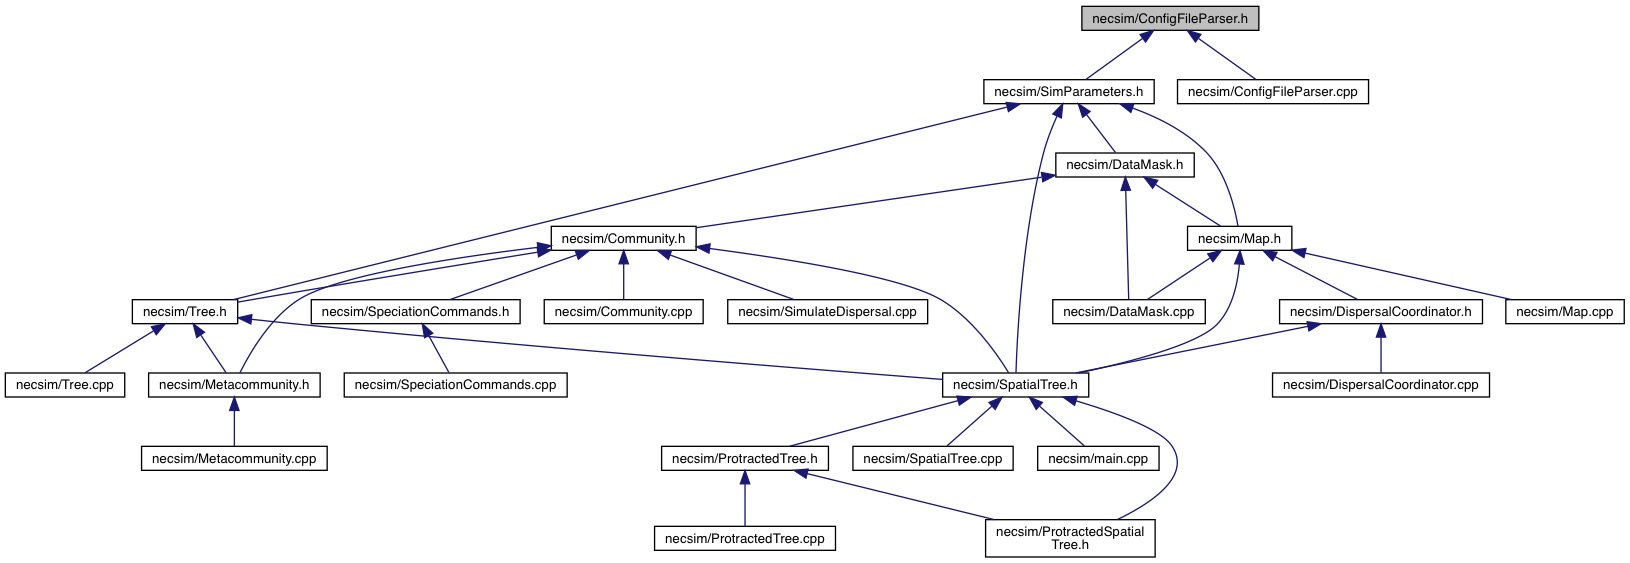 necsim/ConfigFileParser.h
necsim/SimParameters.h
necsim/ConfigFileParser.cpp
necsim/DataMask.h
necsim/Community.h
necsim/Map.h
necsim/Tree.h
necsim/SpeciationCommands.h
necsim/Community.cpp
necsim/SimulateDispersal.cpp
necsim/DataMask.cpp
necsim/DispersalCoordinator.h
necsim/Map.cpp
necsim/Tree.cpp
necsim/Metacommunity.h
necsim/SpeciationCommands.cpp
necsim/SpatialTree.h
necsim/DispersalCoordinator.cpp
necsim/Metacommunity.cpp
necsim/ProtractedTree.h
necsim/SpatialTree.cpp
necsim/main.cpp
necsim/ProtractedTree.cpp
necsim/ProtractedSpatial
Tree.h